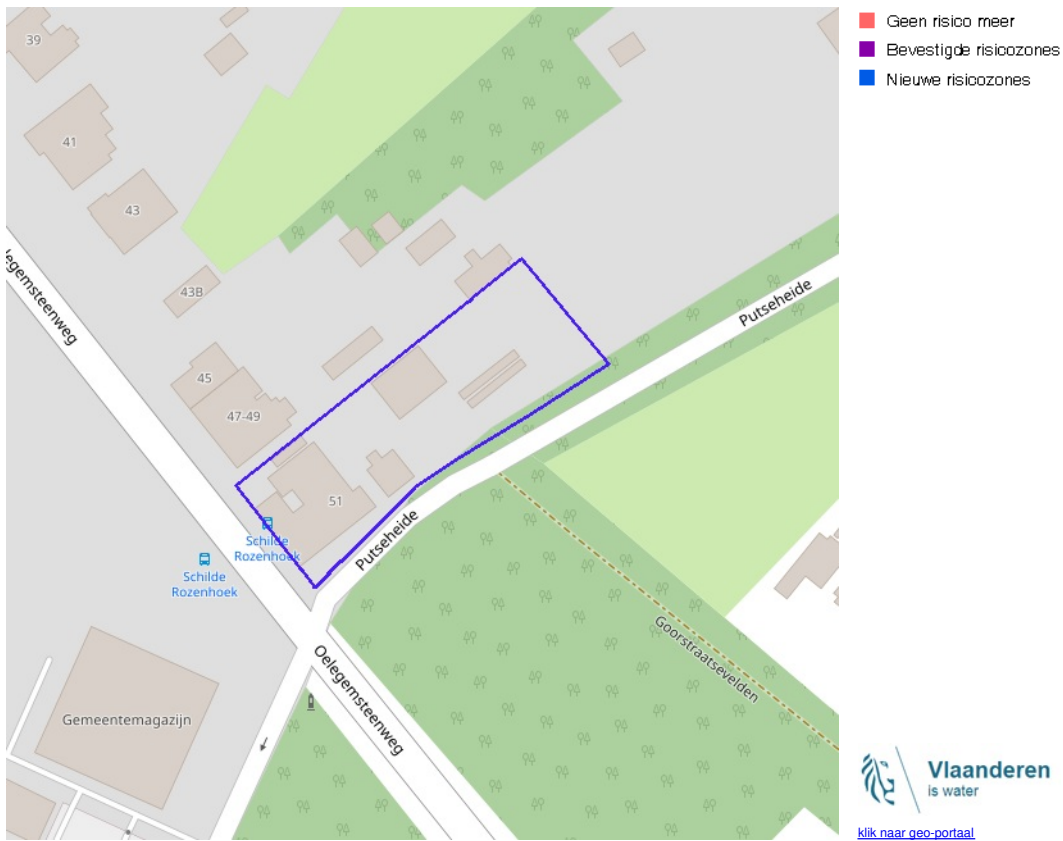 39
41
43
43B
45
47-49
51
Schilde
Rozenhoek
Schilde
Rozenhoek
Putseheide
Putseheide
Oelegemsteenweg
Goorstraatsevelden
Gemeentemagazijn
legemsteenweg
Geen risico meer
Bevestigde risicozones
Nieuwe risicozones
Vlaanderen
is water
klik naar geo-portaal